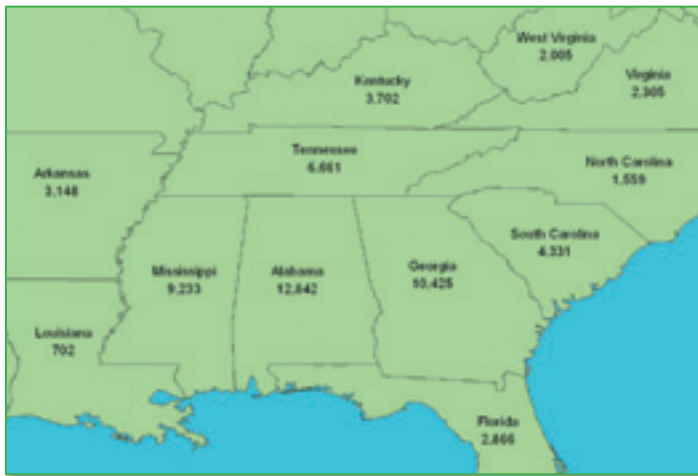 West Virginia
2.005
Kentucky
3.702
Virginia
2.305
Tennessee
6.661
North Carolina
1,559
Arkansas
3.148
South Carolina
4.331
Mississippi
9.233
Alabama
12,842
Georgia
10,425
Louisiana
702
Florida
2,866